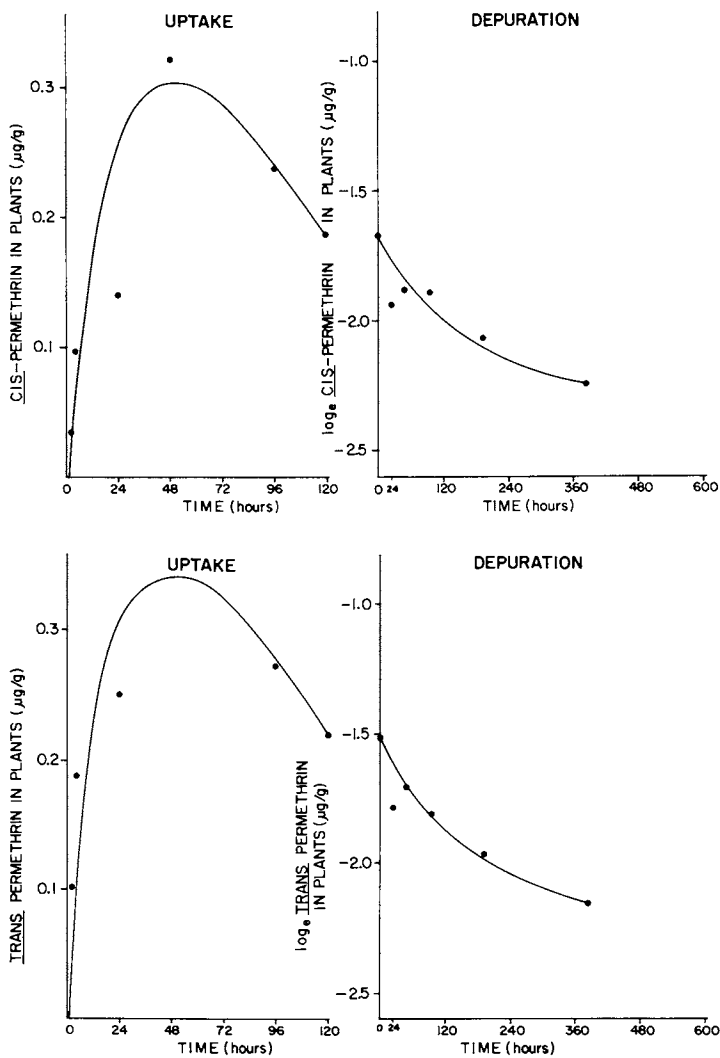 UPTAKE
CIS-PERMETHRIN IN PLANTS (µg/g)
0.3
0.2
0.1
0 24 48 72 96 120
TIME (hours)
DEPURATION
logₑ CIS-PERMETHRIN IN PLANTS (µg/g)
-1.0
-1.5
-2.0
-2.5
0 24 120 240 360 480 600
TIME (hours)
UPTAKE
TRANS PERMETHRIN IN PLANTS (µg/g)
0.3
0.2
0.1
0 24 48 72 96 120
TIME (hours)
DEPURATION
logₑ TRANS PERMETHRIN
IN PLANTS (µg/g)
-1.0
-1.5
-2.0
-2.5
0 24 120 240 360 480 600
TIME (hours)